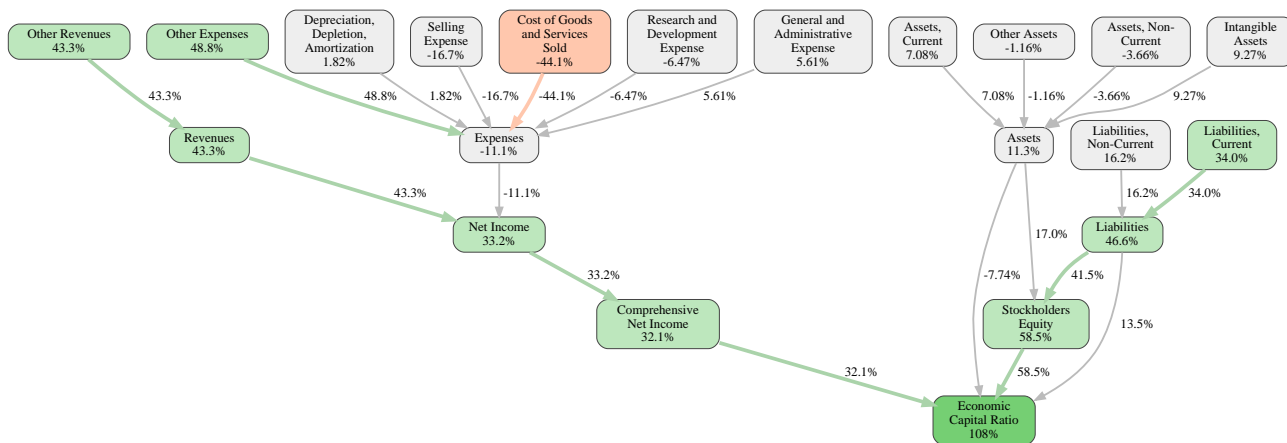 Other Revenues
43.3%
Other Expenses
48.8%
Depreciation,
Depletion,
Amortization
1.82%
Selling
Expense
-16.7%
Cost of Goods
and Services
Sold
-44.1%
Research and
Development
Expense
-6.47%
General and
Administrative
Expense
5.61%
Assets,
Current
7.08%
Other Assets
-1.16%
Assets, Non-
Current
-3.66%
Intangible
Assets
9.27%
43.3%
48.8%
1.82%
-16.7%
-44.1%
-6.47%
5.61%
7.08%
-1.16%
-3.66%
9.27%
Revenues
43.3%
Expenses
-11.1%
Assets
11.3%
Liabilities,
Non-Current
16.2%
Liabilities,
Current
34.0%
43.3%
-11.1%
16.2%
34.0%
Net Income
33.2%
17.0%
Liabilities
46.6%
33.2%
-7.74%
41.5%
Comprehensive
Net Income
32.1%
Stockholders
Equity
58.5%
13.5%
32.1%
58.5%
Economic
Capital Ratio
108%